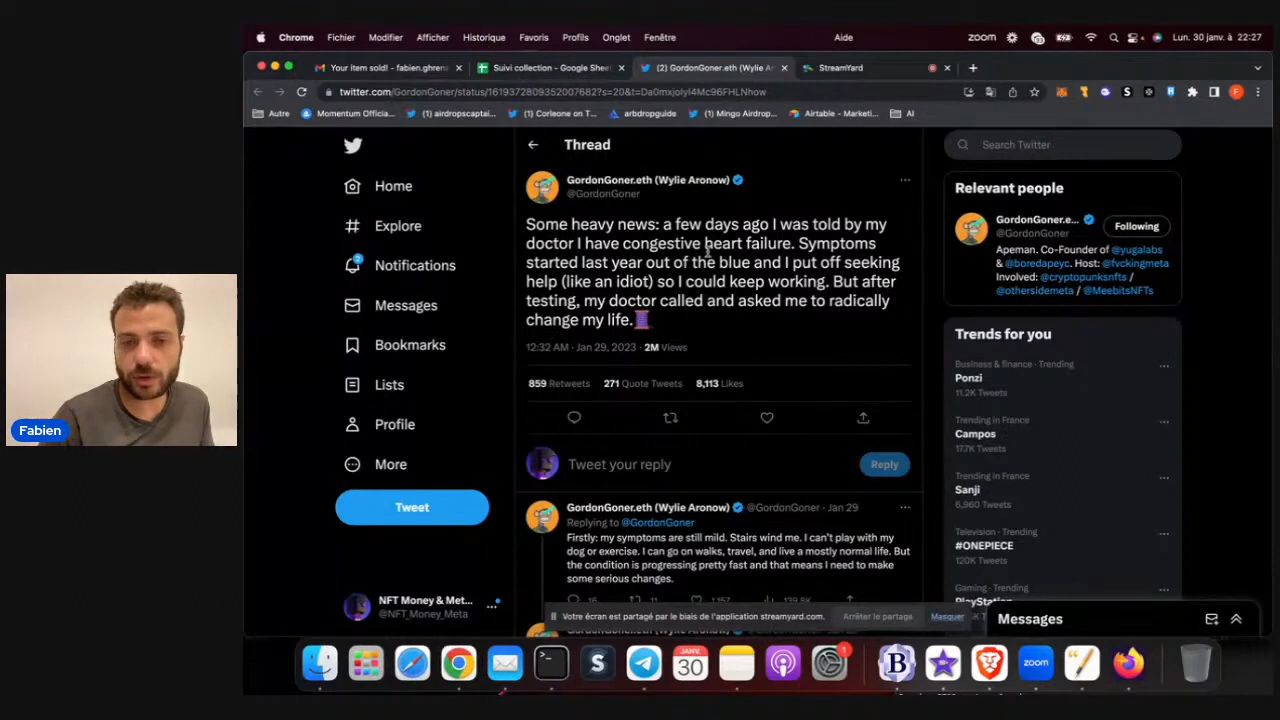 Chrome Fichier Modifier Afficher Historique Favoris Profils Onglet Fenêtre Aide zoom Lun. 30 janv. à 22:27
Your item sold! - fabien.ghrena
Suivi collection - Google Shee
(2) GordonGoner.eth (Wylie Ar
StreamYard
twitter.com/GordonGoner/status/1619372809352007682?s=20&t=Da0mxjolyl4Mc96FHLNhow
Autre
Momentum Officia...
(1) airdropscaptai...
(1) Corleone on T...
arbdropguide
(1) Mingo Airdrop...
Airtable - Marketi...
AI
Home
Explore
Notifications
2
Messages
Bookmarks
Lists
Profile
More
Tweet
NFT Money & Met...
@NFT_Money_Meta
Thread
GordonGoner.eth (Wylie Aronow)
@GordonGoner
Some heavy news: a few days ago I was told by my
doctor I have congestive heart failure. Symptoms
started last year out of the blue and I put off seeking
help (like an idiot) so I could keep working. But after
testing, my doctor called and asked me to radically
change my life.
12:32 AM · Jan 29, 2023 · 2M Views
859 Retweets 271 Quote Tweets 8,113 Likes
Tweet your reply
Reply
GordonGoner.eth (Wylie Aronow) @GordonGoner · Jan 29
Replying to @GordonGoner
Firstly: my symptoms are still mild. Stairs wind me. I can't play with my
dog or exercise. I can go on walks, travel, and live a mostly normal life. But
the condition is progressing pretty fast and that means I need to make
some serious changes.
Search Twitter
Relevant people
GordonGoner.e...
@GordonGoner
Following
Apeman. Co-Founder of @yugalabs
& @boredapeyc. Host: @fvckingmeta
Involved: @cryptopunksnfts /
@othersidemeta / @MeebitsNFTs
Trends for you
Business & finance · Trending
Ponzi
11.2K Tweets
Trending in France
Campos
17.7K Tweets
Trending in France
Sanji
6,960 Tweets
Television · Trending
#ONEPIECE
120K Tweets
Gaming · Trending
PlayStation
Messages
Votre écran est partagé par le biais de l'application streamyard.com.
Arrêter le partage
Masquer
Fabien
JANV.
30
zoom
1